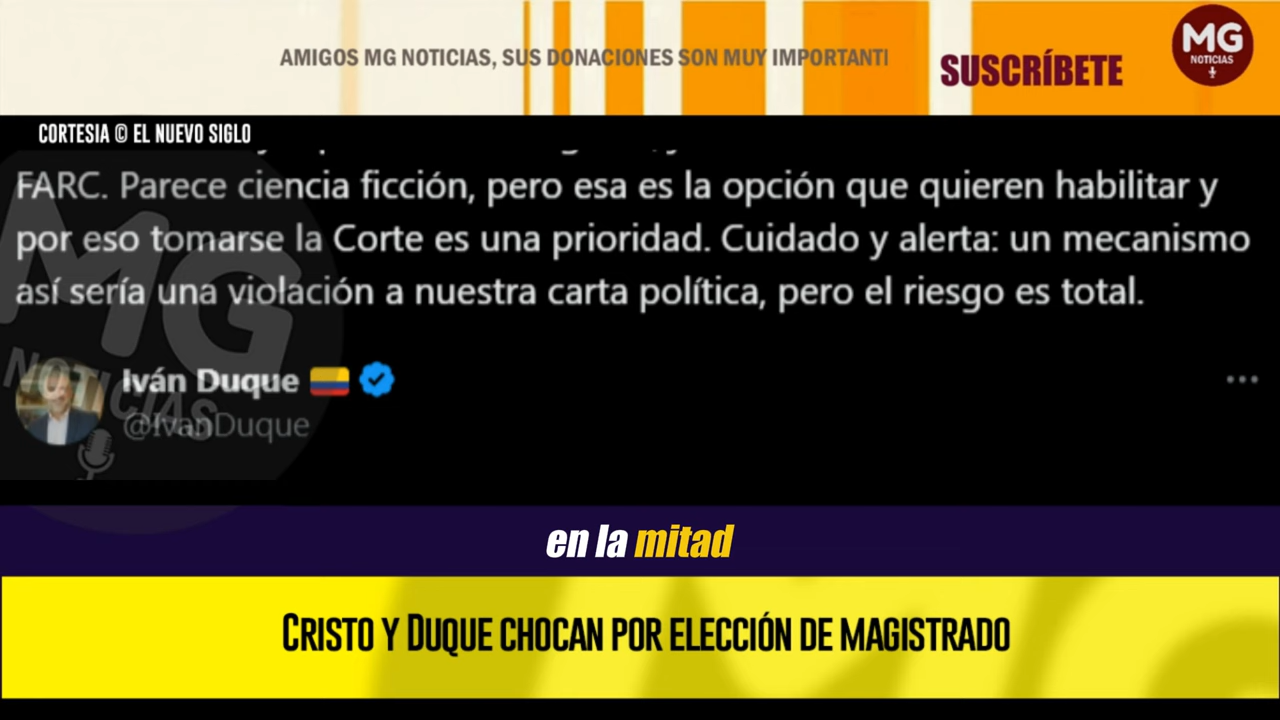 AMIGOS MG NOTICIAS, SUS DONACIONES SON MUY IMPORTANT
SUSCRÍBETE
MG
NOTICIAS
CORTESIA © EL NUEVO SIGLO
FARC. Parece ciencia ficción, pero esa es la opción que quieren habilitar y
por eso tomarse la Corte es una prioridad. Cuidado y alerta: un mecanismo
así sería una violación a nuestra carta política, pero el riesgo es total.
MG
NOTICIAS
Iván Duque
@IvanDuque
en la mitad
CRISTO Y DUQUE CHOCAN POR ELECCIÓN DE MAGISTRADO